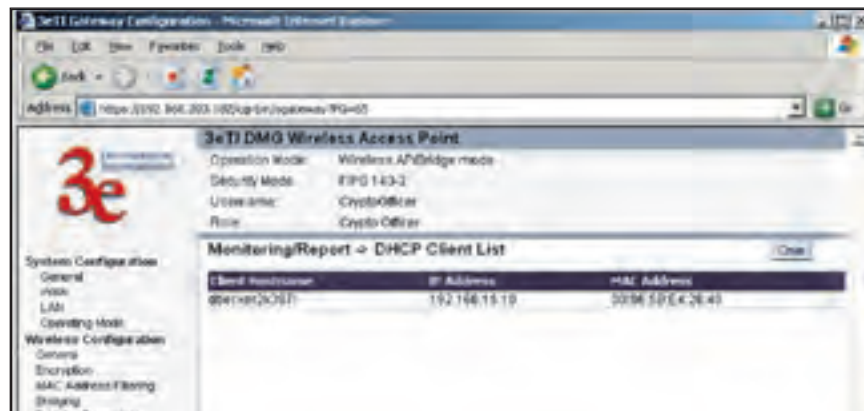 3eTI Gateway Configuration - Microsoft Internet Explorer
File Edit View Favorites Tools Help
Back
Address Go
3e
3eTI DMG Wireless Access Point
Operation Mode: Wireless AP/Bridge mode
Security Mode: FIPS 140-2
Username: CryptoOfficer
Role: Crypto Officer
Monitoring/Report -> DHCP Client List
Clear
Client Hostname IP Address MAC Address
192.168.15.10
System Configuration
General
WAN
LAN
Operating Mode
Wireless Configuration
General
Encryption
MAC Address Filtering
Bridging